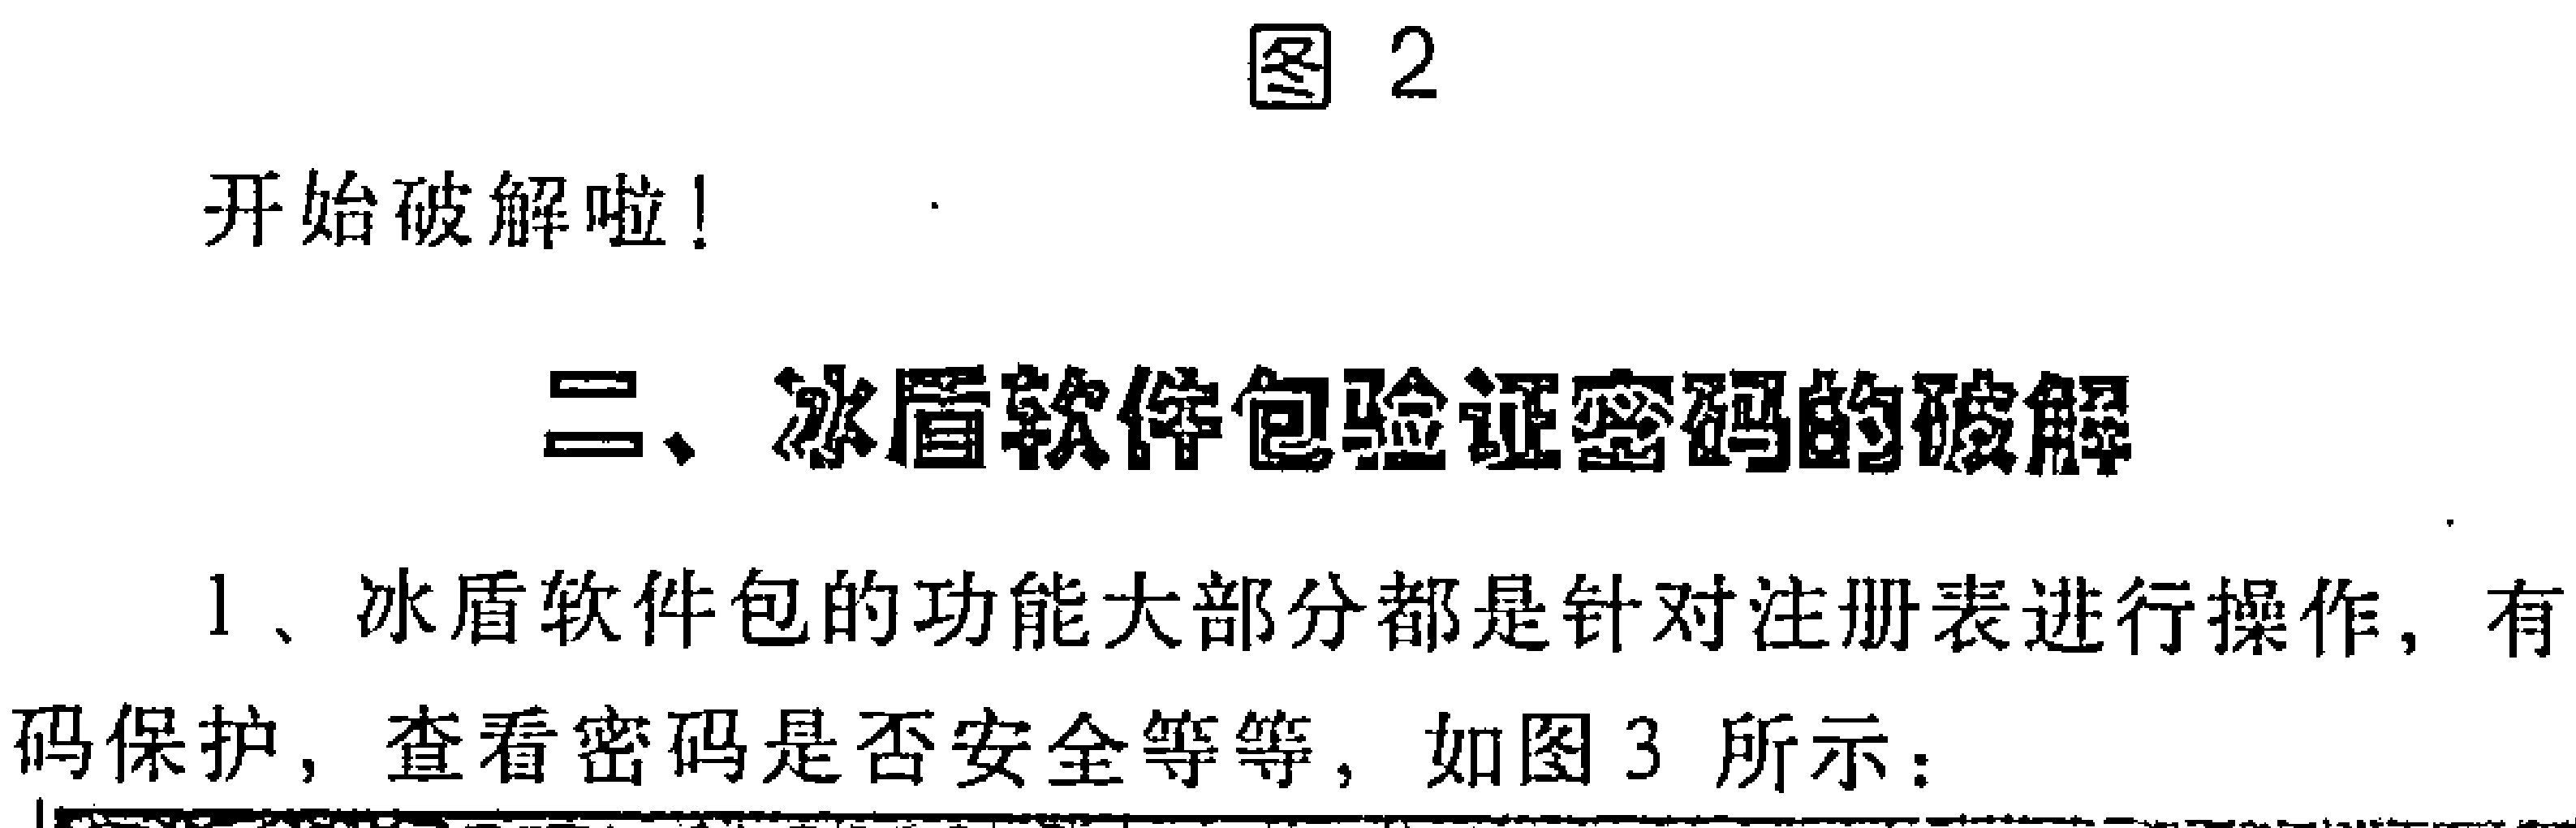 图 2
开始破解啦！
二、冰盾软件包验证密码的破解
1、冰盾软件包的功能大部分都是针对注册表进行操作，有
码保护，查看密码是否安全等等，如图3 所示：